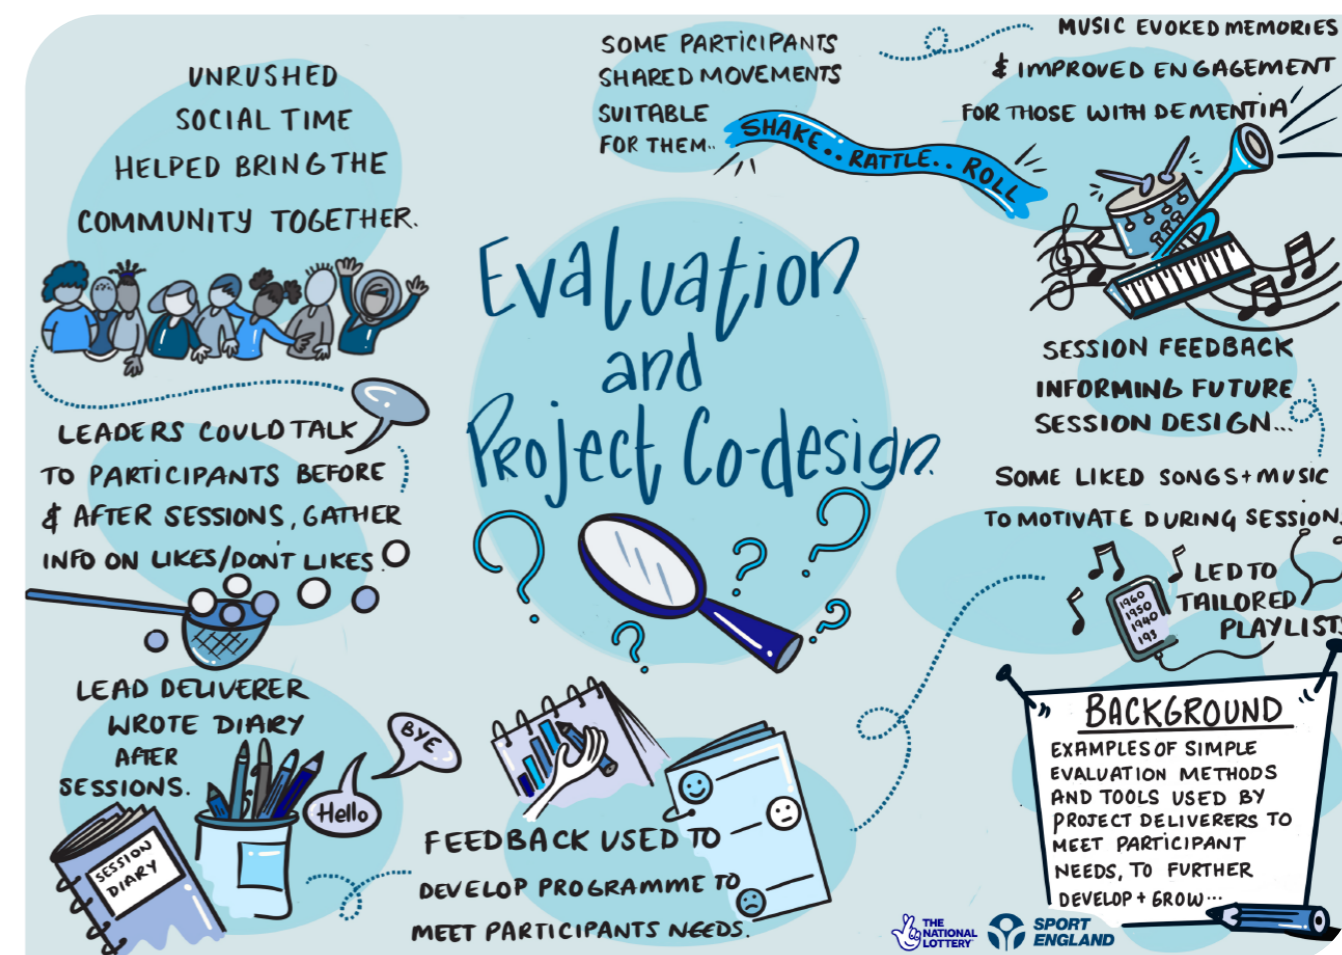 UNRUSHED
SOCIAL TIME
HELPED BRING THE
COMMUNITY TOGETHER.
LEADERS COULD TALK
TO PARTICIPANTS BEFORE
& AFTER SESSIONS, GATHER
INFO ON LIKES/DON'T LIKES.
LEAD DELIVERER
WROTE DIARY
AFTER
SESSIONS.
BYE
Hello
SESSION
DIARY
Evaluation
and
Project Co-design.
FEEDBACK USED TO
DEVELOP PROGRAMME TO
MEET PARTICIPANTS NEEDS.
SOME PARTICIPANTS
SHARED MOVEMENTS
SUITABLE
FOR THEM..
SHAKE.. RATTLE.. ROLL
MUSIC EVOKED MEMORIES
& IMPROVED ENGAGEMENT
FOR THOSE WITH DEMENTIA
SESSION FEEDBACK
INFORMING FUTURE
SESSION DESIGN...
SOME LIKED SONGS + MUSIC
TO MOTIVATE DURING SESSION.
LED TO
TAILORED
PLAYLISTS
1960
1950
1940
193
BACKGROUND
EXAMPLES OF SIMPLE
EVALUATION METHODS
AND TOOLS USED BY
PROJECT DELIVERERS TO
MEET PARTICIPANT
NEEDS, TO FURTHER
DEVELOP + GROW...
THE
NATIONAL
LOTTERY
SPORT
ENGLAND